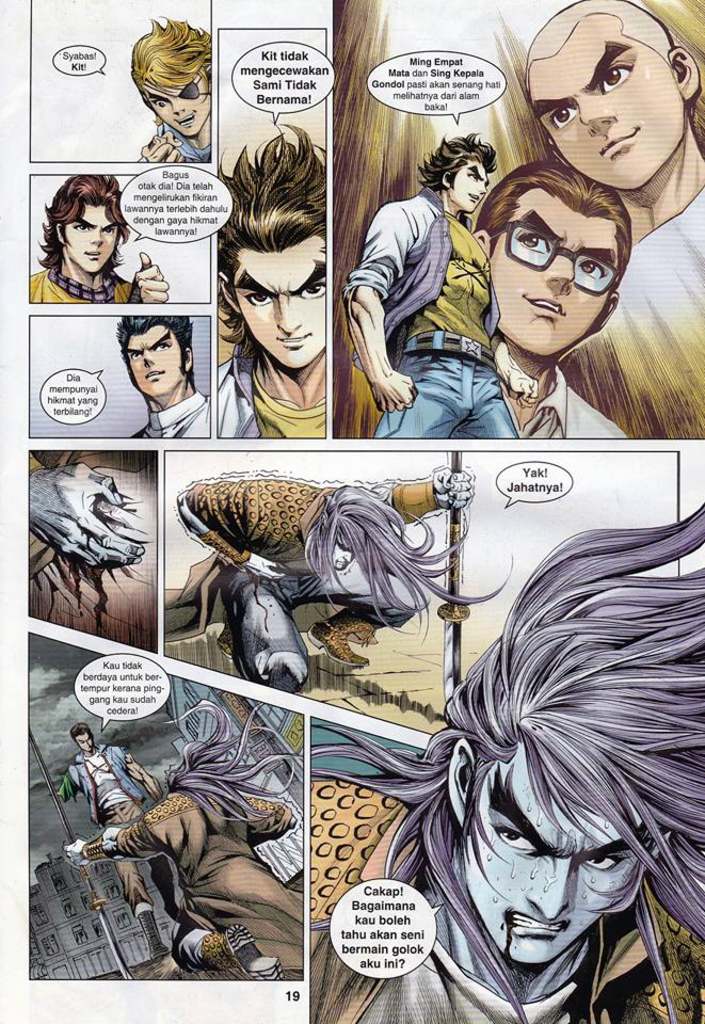 Syabas!
Kit!
Kit tidak
mengecewakan
Sami Tidak
Bernama!
Ming Empat
Mata dan Sing Kepala
Gondol pasti akan senang hati
melihatnya dari alam
baka!
Bagus
otak dia! Dia telah
mengelirukan fikiran
lawannya terlebih dahulu
dengan gaya hikmat
lawannya!
Dia
mempunyai
hikmat yang
terbilang!
Yak!
Jahatnya!
Kau tidak
berdaya untuk ber-
tempur kerana ping-
gang kau sudah
cedera!
Cakap!
Bagaimana
kau boleh
tahu akan seni
bermain golok
aku ini?
19